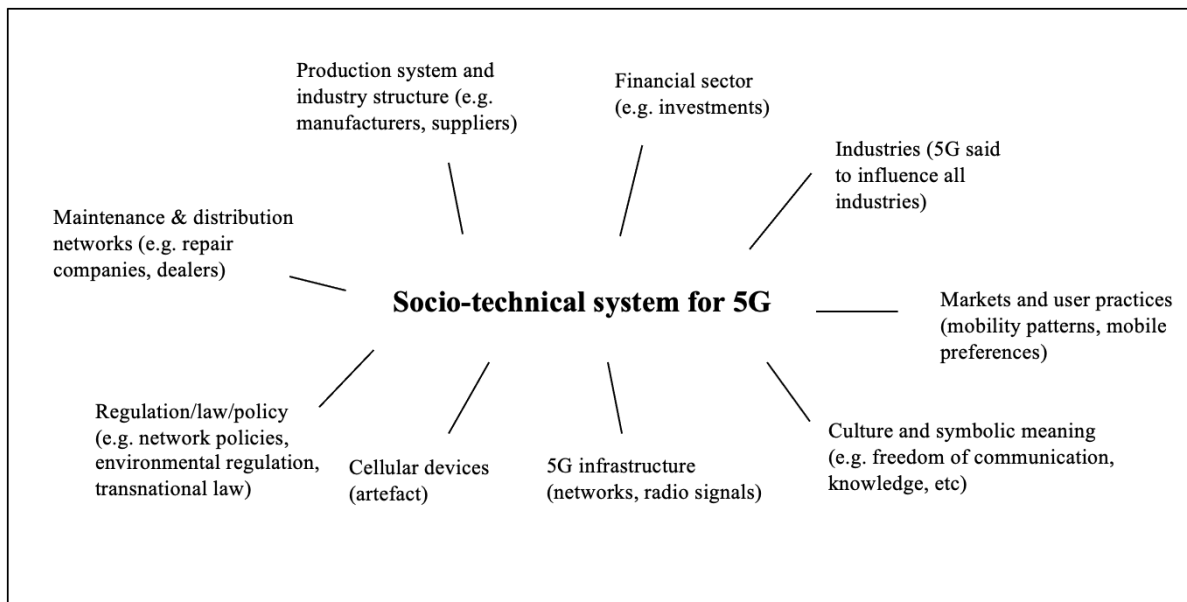 Production system and
industry structure (e.g.
manufacturers, suppliers)
Financial sector
(e.g. investments)
Industries (5G said
to influence all
industries)
Maintenance & distribution
networks (e.g. repair
companies, dealers)
Socio-technical system for 5G
Markets and user practices
(mobility patterns, mobile
preferences)
Regulation/law/policy
(e.g. network policies,
environmental regulation,
transnational law)
Cellular devices
(artefact)
5G infrastructure
(networks, radio signals)
Culture and symbolic meaning
(e.g. freedom of communication,
knowledge, etc)